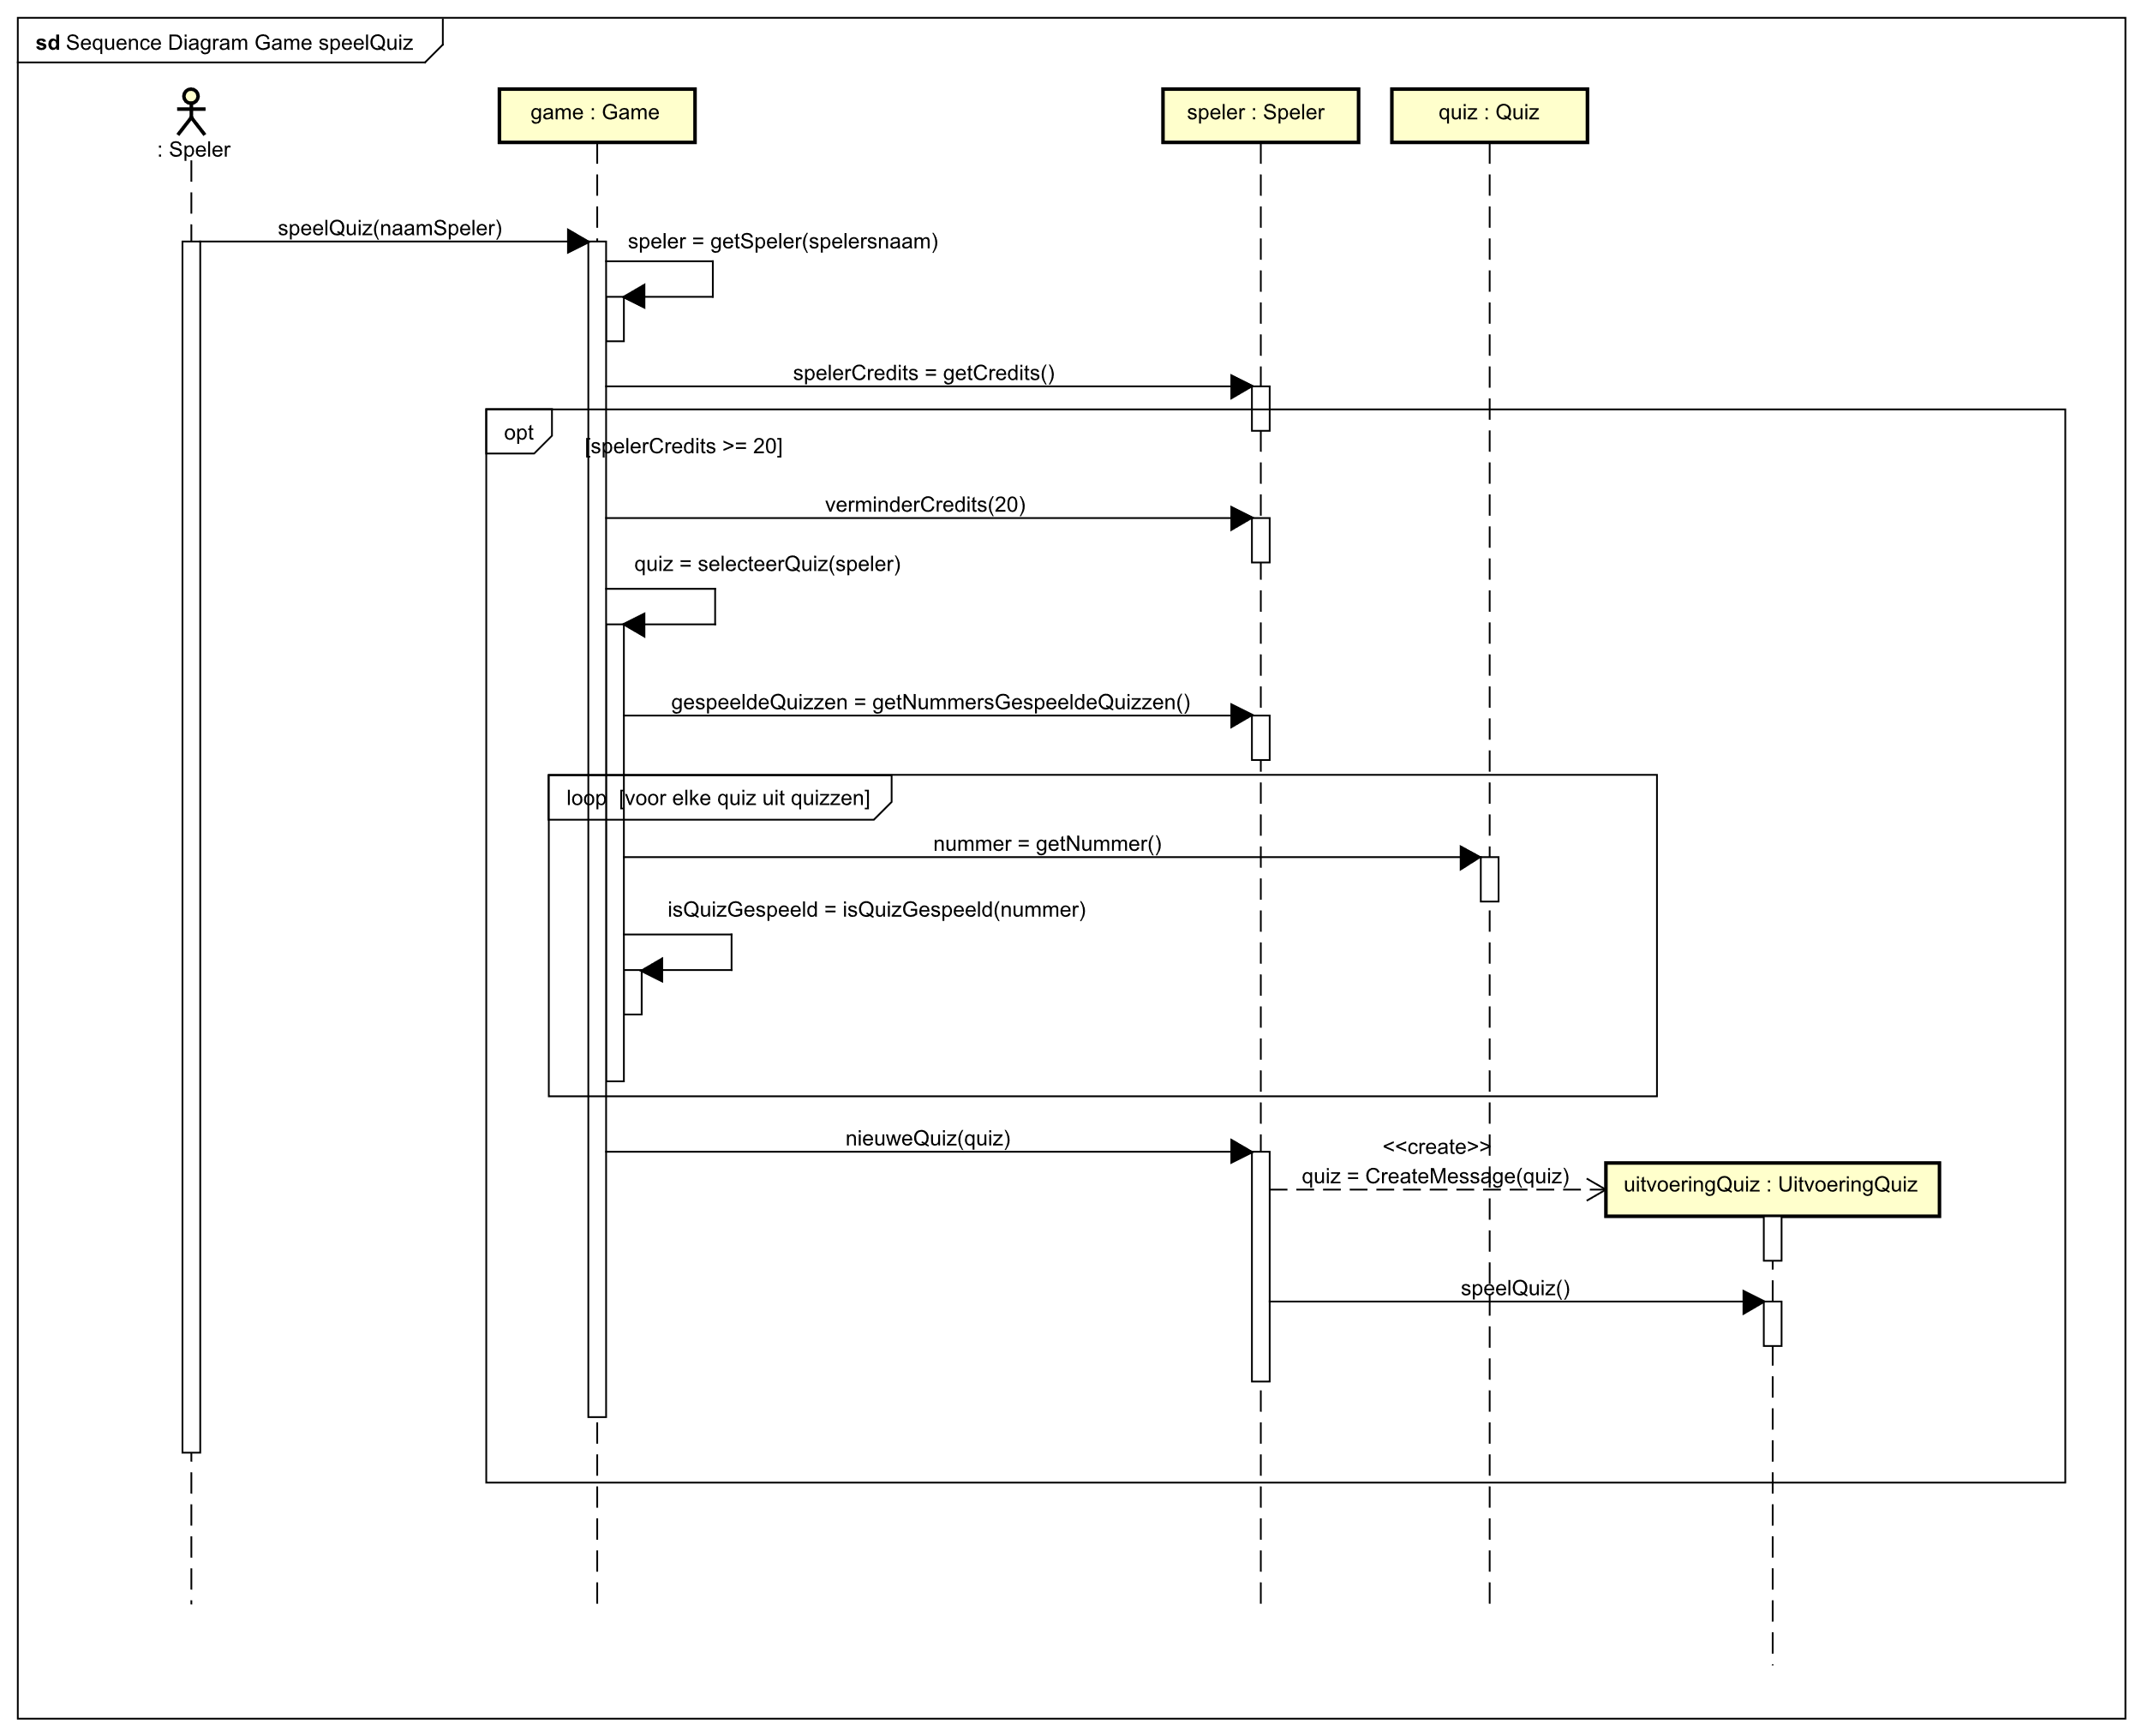 sd Sequence Diagram Game speelQuiz
: Speler
game : Game
speler : Speler
quiz : Quiz
speelQuiz(naamSpeler)
speler = getSpeler(spelersnaam)
spelerCredits = getCredits()
opt
[spelerCredits >= 20]
verminderCredits(20)
quiz = selecteerQuiz(speler)
gespeeldeQuizzen = getNummersGespeeldeQuizzen()
loop [voor elke quiz uit quizzen]
nummer = getNummer()
isQuizGespeeld = isQuizGespeeld(nummer)
nieuweQuiz(quiz)
<<create>>
quiz = CreateMessage(quiz)
uitvoeringQuiz : UitvoeringQuiz
speelQuiz()